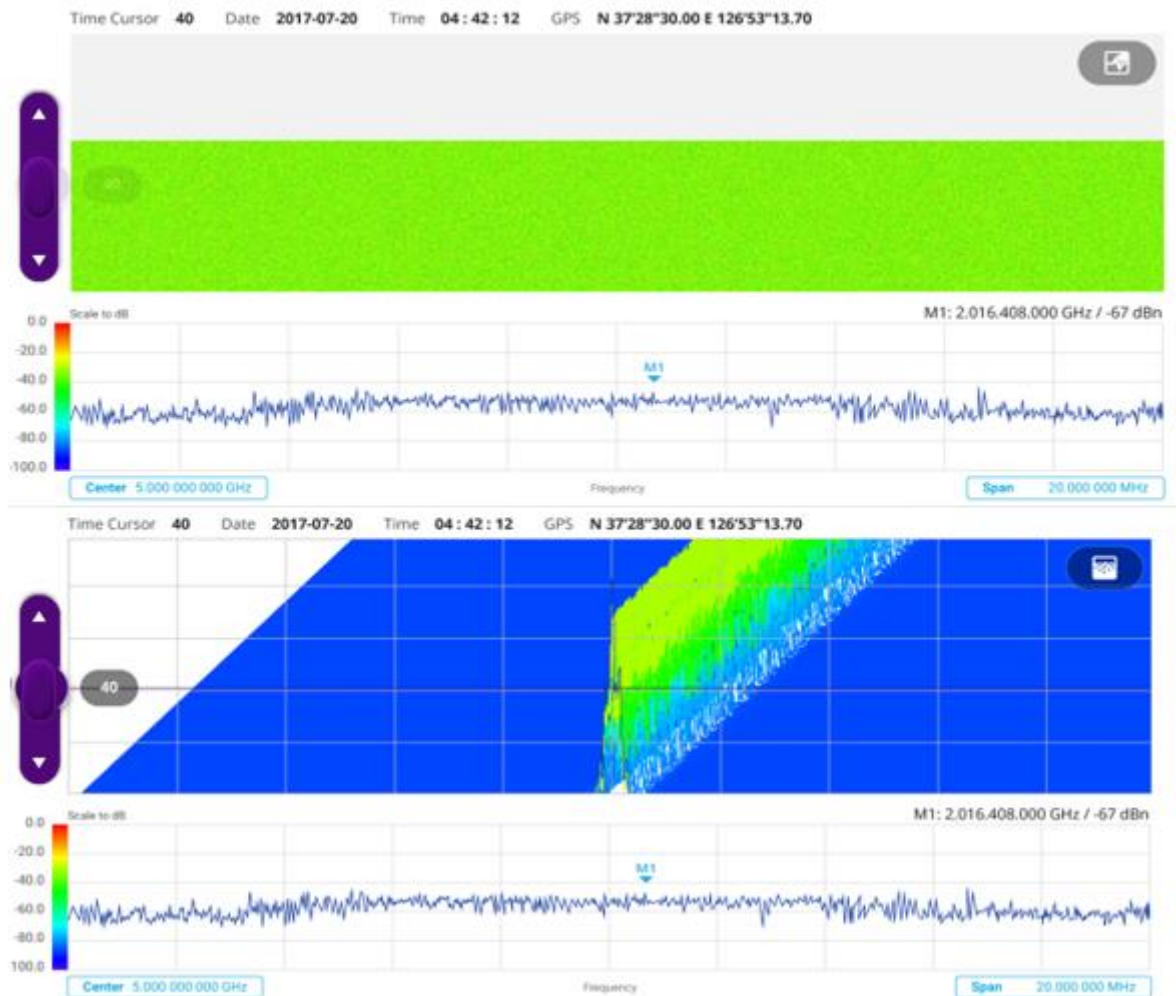 Time Cursor 40 Date 2017-07-20 Time 04 : 42 : 12 GPS N 37'28"30.00 E 126'53"13.70
Scale to dB M1: 2.016.408.000 GHz / -67 dBn
0.0
-20.0
M1
-40.0
-60.0
-80.0
-100.0
Center 5.000 000 000 GHz Frequency Span 20.000 000 MHz
Time Cursor 40 Date 2017-07-20 Time 04 : 42 : 12 GPS N 37'28"30.00 E 126'53"13.70
40
Scale to dB M1: 2.016.408.000 GHz / -67 dBn
0.0
-20.0
M1
-40.0
-60.0
-80.0
100.0
Center 5.000 000 000 GHz Frequency Span 20.000 000 MHz